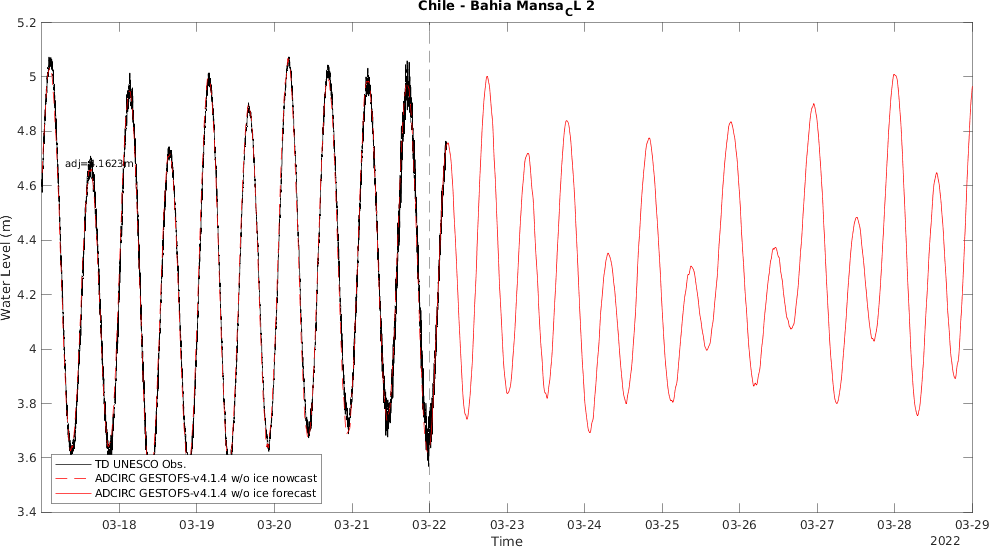 Chile - Bahia MansaCL 2
5.2
5
4.8
4.6
4.4
4.2
4
3.8
3.6
3.4
Water Level (m)
TD UNESCO Obs.
ADCIRC GESTOFS-v4.1.4 w/o ice nowcast
ADCIRC GESTOFS-v4.1.4 w/o ice forecast
03-18 03-19 03-20 03-21 03-22 03-23 03-24 03-25 03-26 03-27 03-28 03-29
Time
2022